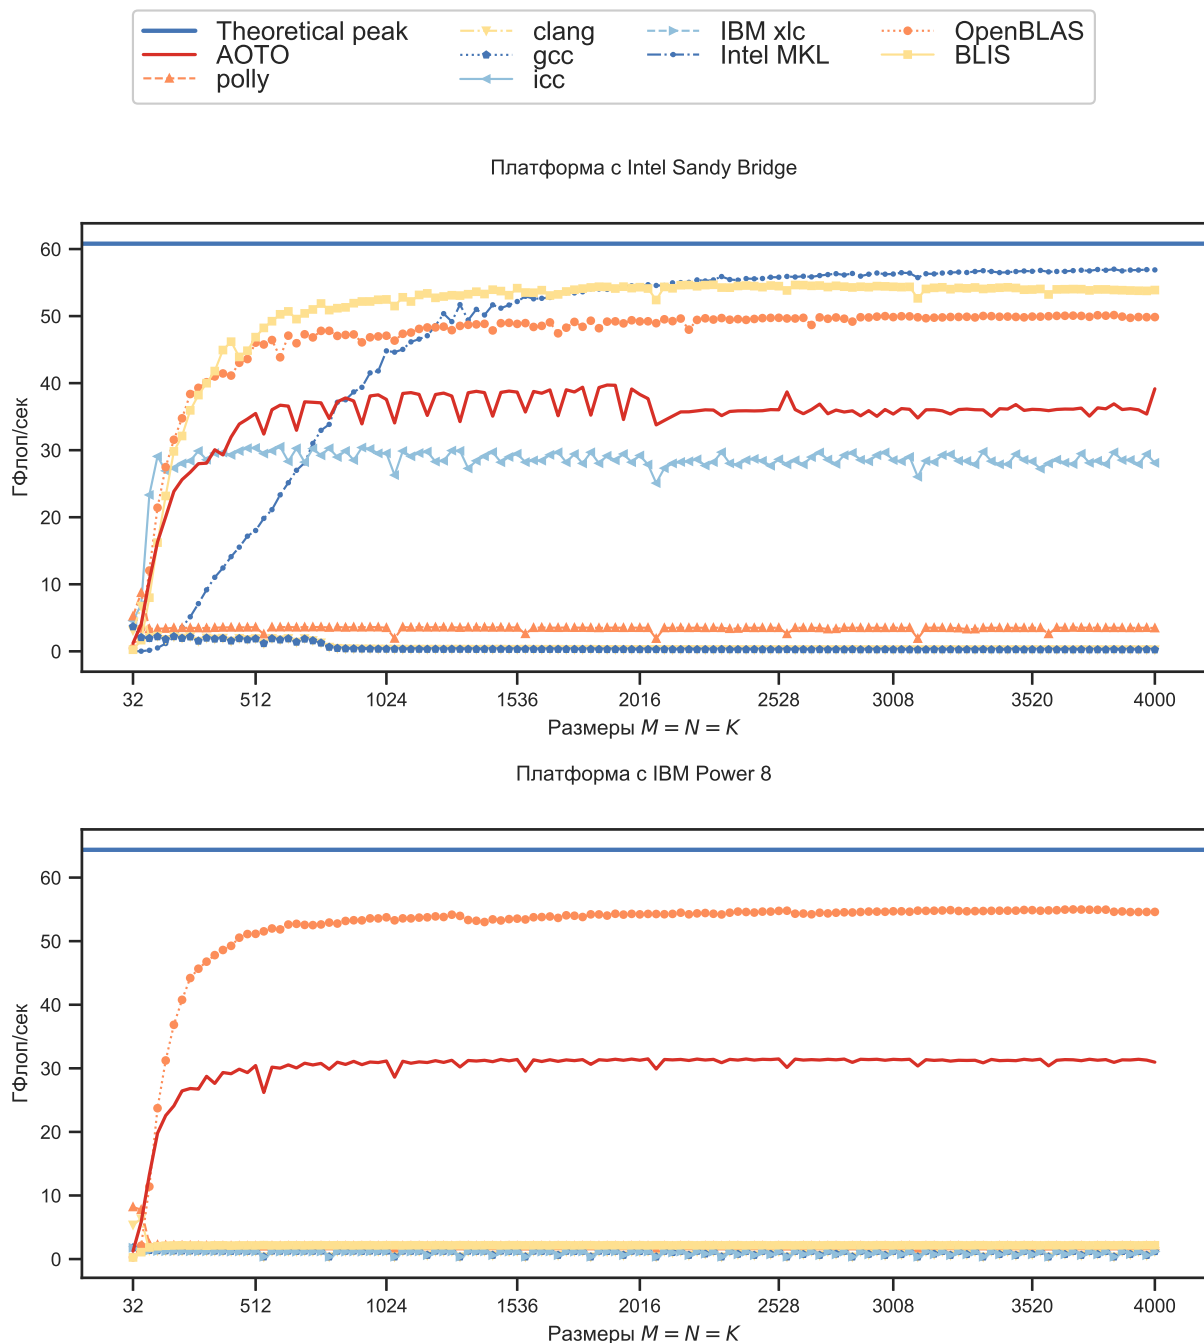 Theoretical peak
AOTO
polly
clang
gcc
icc
IBM xlc
Intel MKL
OpenBLAS
BLIS
Платформа с Intel Sandy Bridge
ГФлоп/сек
60
50
40
30
20
10
0
32 512 1024 1536 2016 2528 3008 3520 4000
Размеры M = N = K
Платформа с IBM Power 8
ГФлоп/сек
60
50
40
30
20
10
0
32 512 1024 1536 2016 2528 3008 3520 4000
Размеры M = N = K